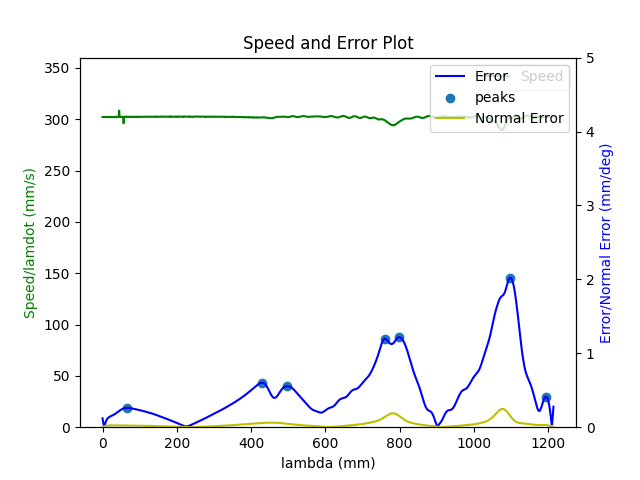 Speed and Error Plot
350
300
250
200
150
100
50
0
Speed/lamdot (mm/s)
5
4
3
2
1
0
Error/Normal Error (mm/deg)
Error
Speed
peaks
Normal Error
0 200 400 600 800 1000 1200
lambda (mm)